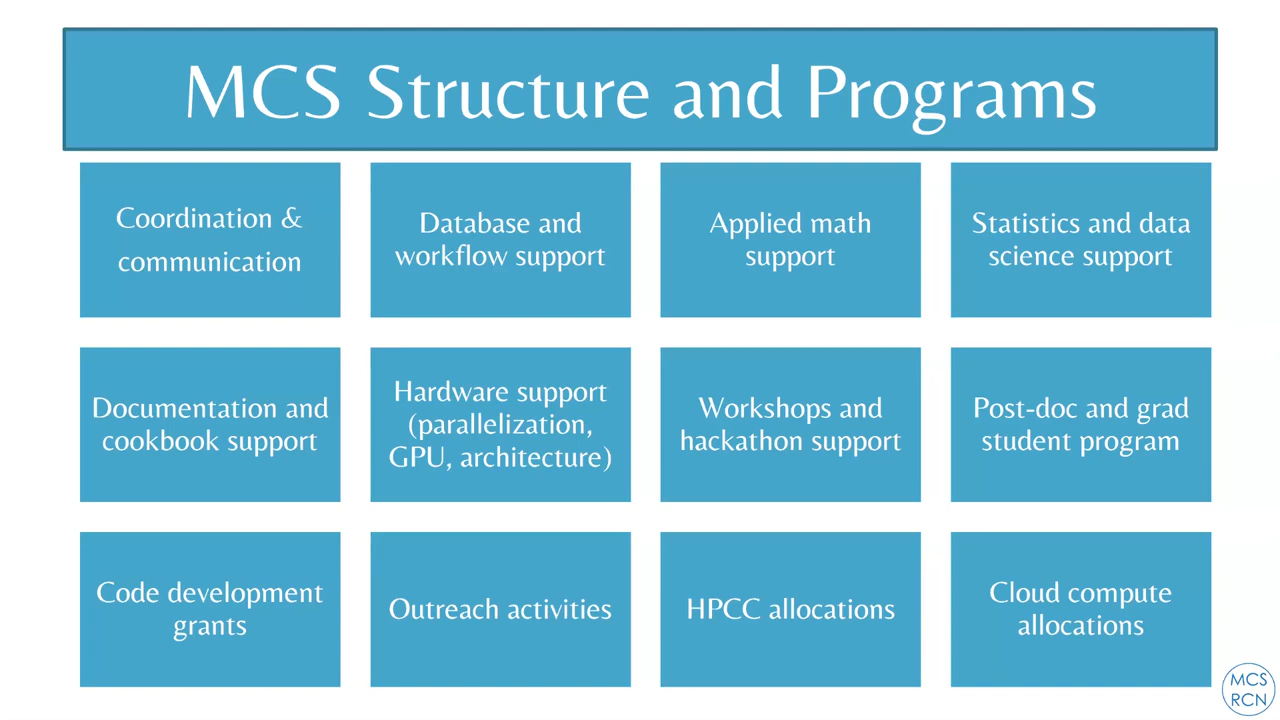 MCS Structure and Programs
Coordination &
communication
Database and
workflow support
Applied math
support
Statistics and data
science support
Documentation and
cookbook support
Hardware support
(parallelization,
GPU, architecture)
Workshops and
hackathon support
Post-doc and grad
student program
Code development
grants
Outreach activities
HPCC allocations
Cloud compute
allocations
MCS
RCN